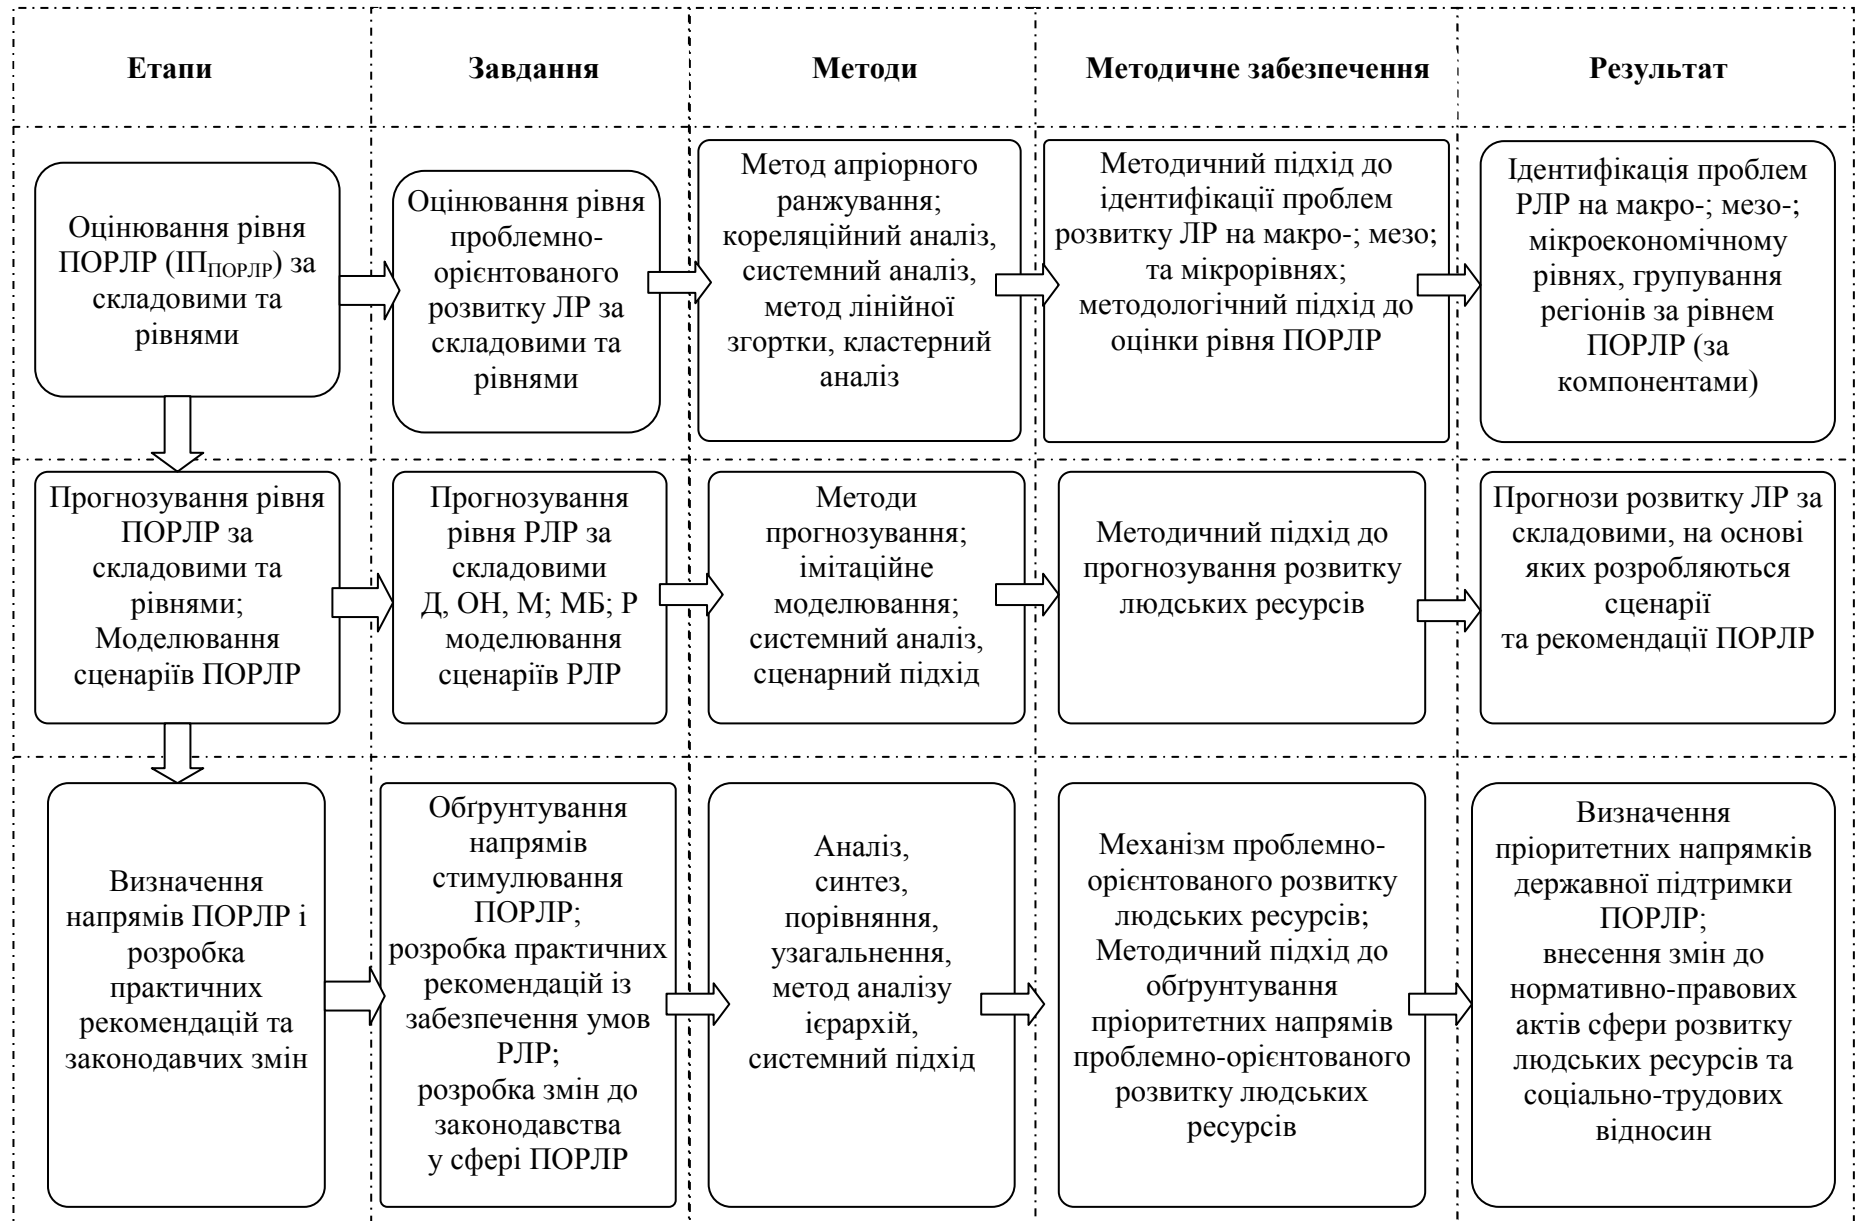 Етапи
Завдання
Методи
Методичне забезпечення
Результат
Оцінювання рівня
ПОРЛР (ІП_ПОРЛР) за
складовими та
рівнями
Оцінювання рівня
проблемно-
орієнтованого
розвитку ЛР за
складовими та
рівнями
Метод апріорного
ранжування;
кореляційний аналіз,
системний аналіз,
метод лінійної
згортки, кластерний
аналіз
Методичний підхід до
ідентифікації проблем
розвитку ЛР на макро-; мезо;
та мікрорівнях;
методологічний підхід до
оцінки рівня ПОРЛР
Ідентифікація проблем
РЛР на макро-; мезо-;
мікроекономічному
рівнях, групування
регіонів за рівнем
ПОРЛР (за
компонентами)
Прогнозування рівня
ПОРЛР за
складовими та
рівнями;
Моделювання
сценаріїв ПОРЛР
Прогнозування
рівня РЛР за
складовими
Д, ОН, М; МБ; Р
моделювання
сценаріїв РЛР
Методи
прогнозування;
імітаційне
моделювання;
системний аналіз,
сценарний підхід
Методичний підхід до
прогнозування розвитку
людських ресурсів
Прогнози розвитку ЛР за
складовими, на основі
яких розробляються
сценарії
та рекомендації ПОРЛР
Визначення
напрямів ПОРЛР і
розробка
практичних
рекомендацій та
законодавчих змін
Обґрунтування
напрямів
стимулювання
ПОРЛР;
розробка практичних
рекомендацій із
забезпечення умов
РЛР;
розробка змін до
законодавства
у сфері ПОРЛР
Аналіз,
синтез,
порівняння,
узагальнення,
метод аналізу
ієрархій,
системний підхід
Механізм проблемно-
орієнтованого розвитку
людських ресурсів;
Методичний підхід до
обґрунтування
пріоритетних напрямів
проблемно-орієнтованого
розвитку людських
ресурсів
Визначення
пріоритетних напрямків
державної підтримки
ПОРЛР;
внесення змін до
нормативно-правових
актів сфери розвитку
людських ресурсів та
соціально-трудових
відносин